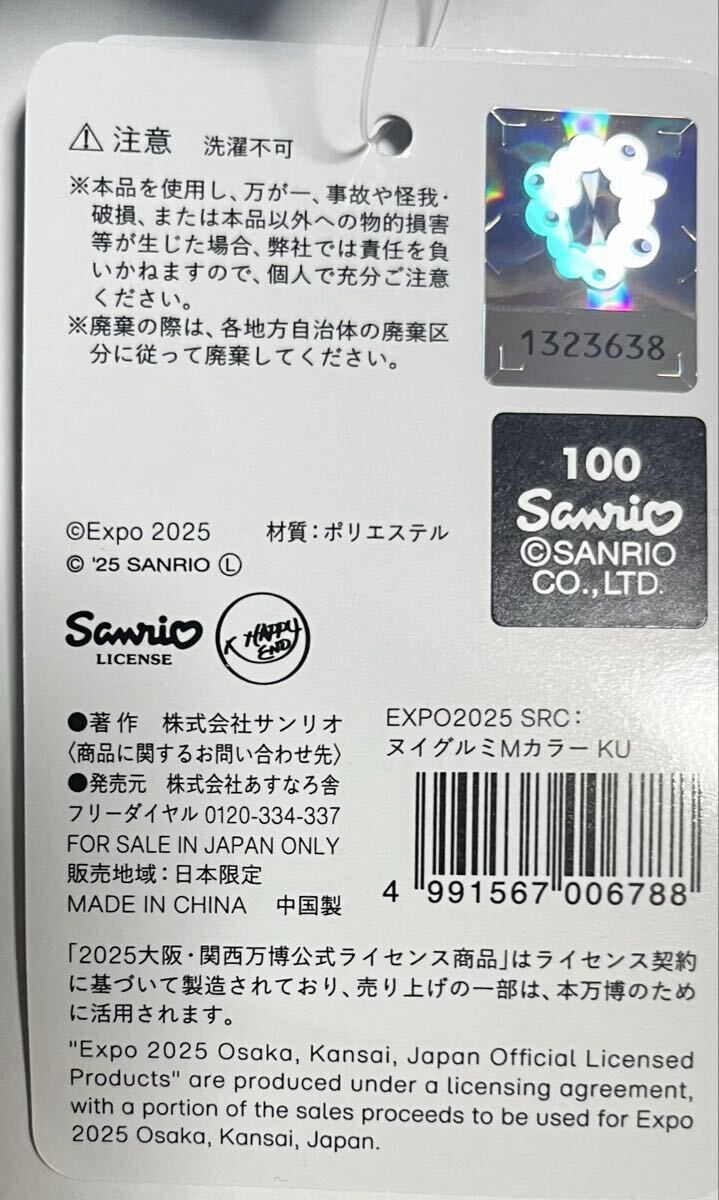 ⚠ 注意 洗濯不可
※本品を使用し、万が一、事故や怪我・
破損、または本品以外への物的損害
等が生じた場合、弊社では責任を負
いかねますので、個人で充分ご注意
ください。
※廃棄の際は、各地方自治体の廃棄区
分に従って廃棄してください。
1323638
100
Sanrio
©SANRIO
CO.,LTD.
©Expo 2025 材質：ポリエステル
© '25 SANRIO Ⓛ
Sanrio
LICENSE
HAPPY
END
●著作 株式会社サンリオ
〈商品に関するお問い合わせ先〉
●発売元 株式会社あすなろ舎
フリーダイヤル 0120-334-337
FOR SALE IN JAPAN ONLY
販売地域：日本限定
MADE IN CHINA 中国製
EXPO2025 SRC：
ヌイグルミMカラー KU
4 991567 006788
「2025大阪・関西万博公式ライセンス商品」はライセンス契約
に基づいて製造されており、売り上げの一部は、本万博のため
に活用されます。
"Expo 2025 Osaka, Kansai, Japan Official Licensed
Products" are produced under a licensing agreement,
with a portion of the sales proceeds to be used for Expo
2025 Osaka, Kansai, Japan.